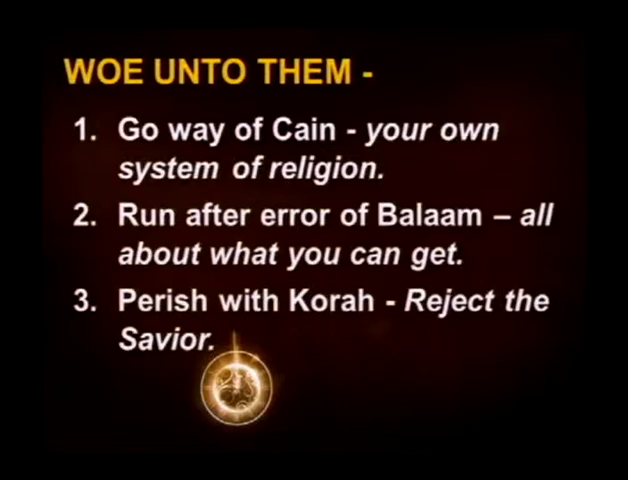 WOE UNTO THEM -
1. Go way of Cain - your own
system of religion.
2. Run after error of Balaam – all
about what you can get.
3. Perish with Korah - Reject the
Savior.